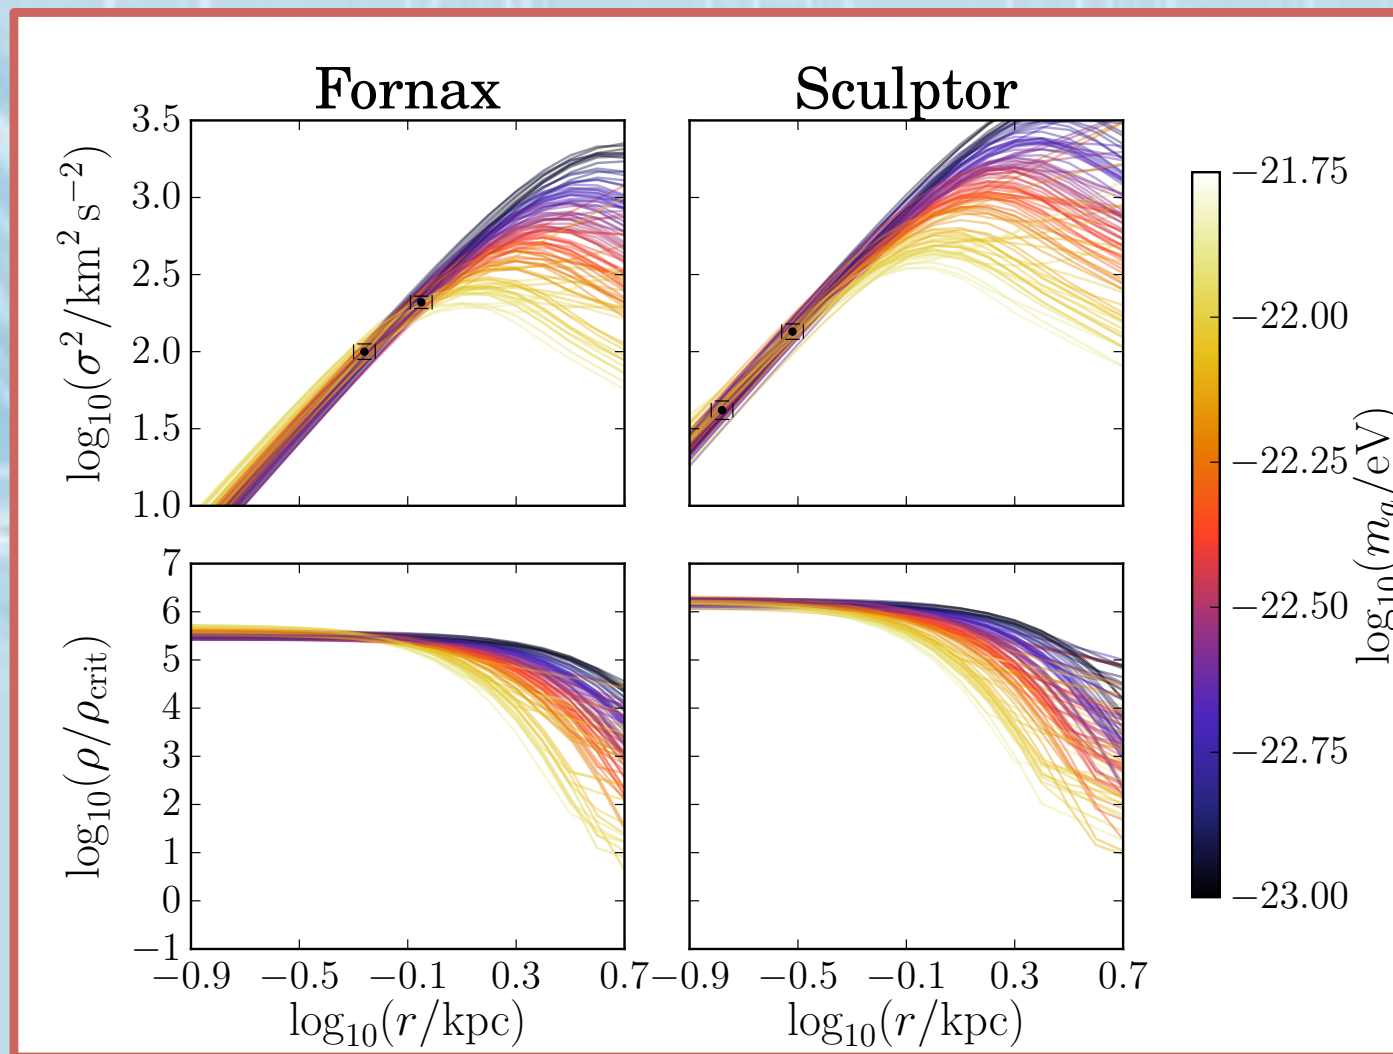 Fornax
Sculptor
3.5
3.0
2.5
2.0
1.5
1.0
log₁₀(σ²/km² s⁻²)
7
6
5
4
3
2
1
0
−1
log₁₀(ρ/ρcrit)
−0.9 −0.5 −0.1 0.3 0.7
log₁₀(r/kpc)
−0.9 −0.5 −0.1 0.3 0.7
log₁₀(r/kpc)
−21.75
−22.00
−22.25
−22.50
−22.75
−23.00
log₁₀(mₐ/eV)